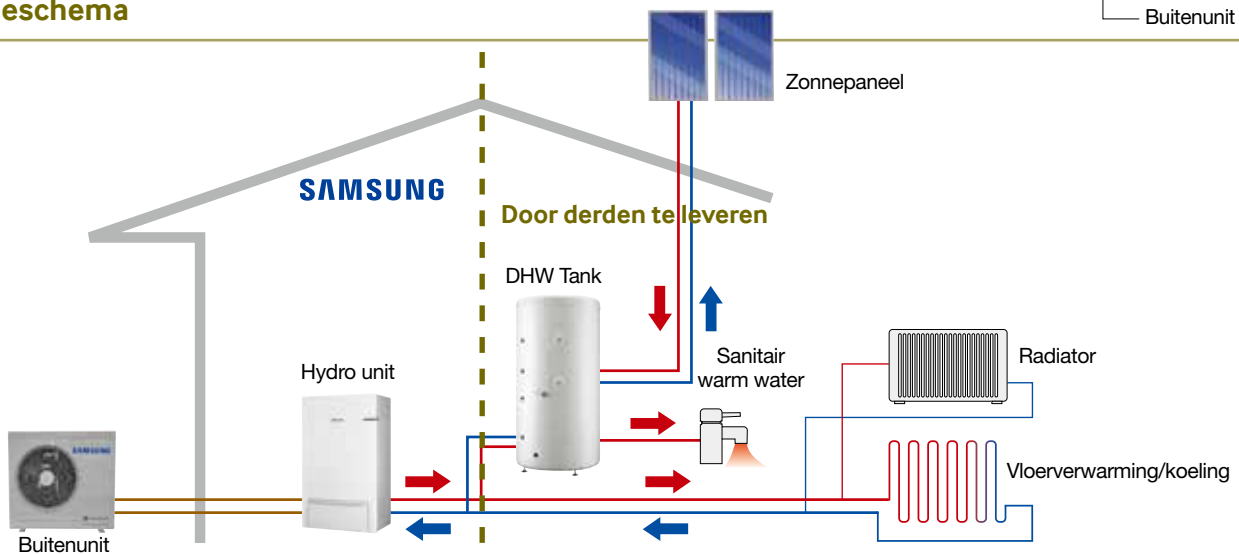 eschema
Buitenunit
Zonnepaneel
SAMSUNG
Door derden te leveren
DHW Tank
Sanitair
warm water
Radiator
Hydro unit
SAMSUNG
Vloerverwarming/koeling
Buitenunit